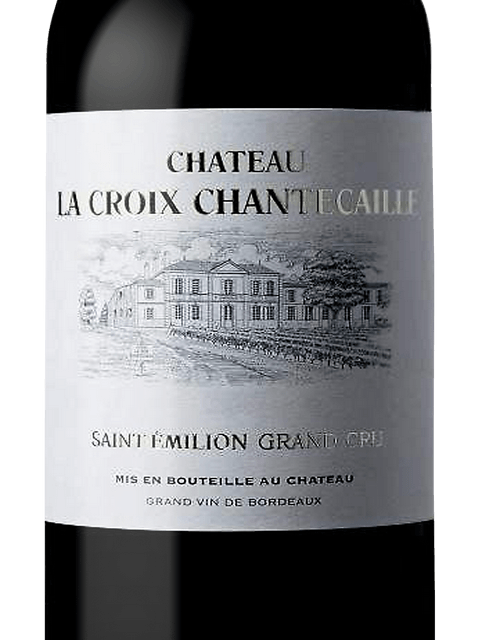 CHATEAU
LA CROIX CHANTECAILLE
SAINT ÉMILION GRAND CRU
MIS EN BOUTEILLE AU CHATEAU
GRAND VIN DE BORDEAUX